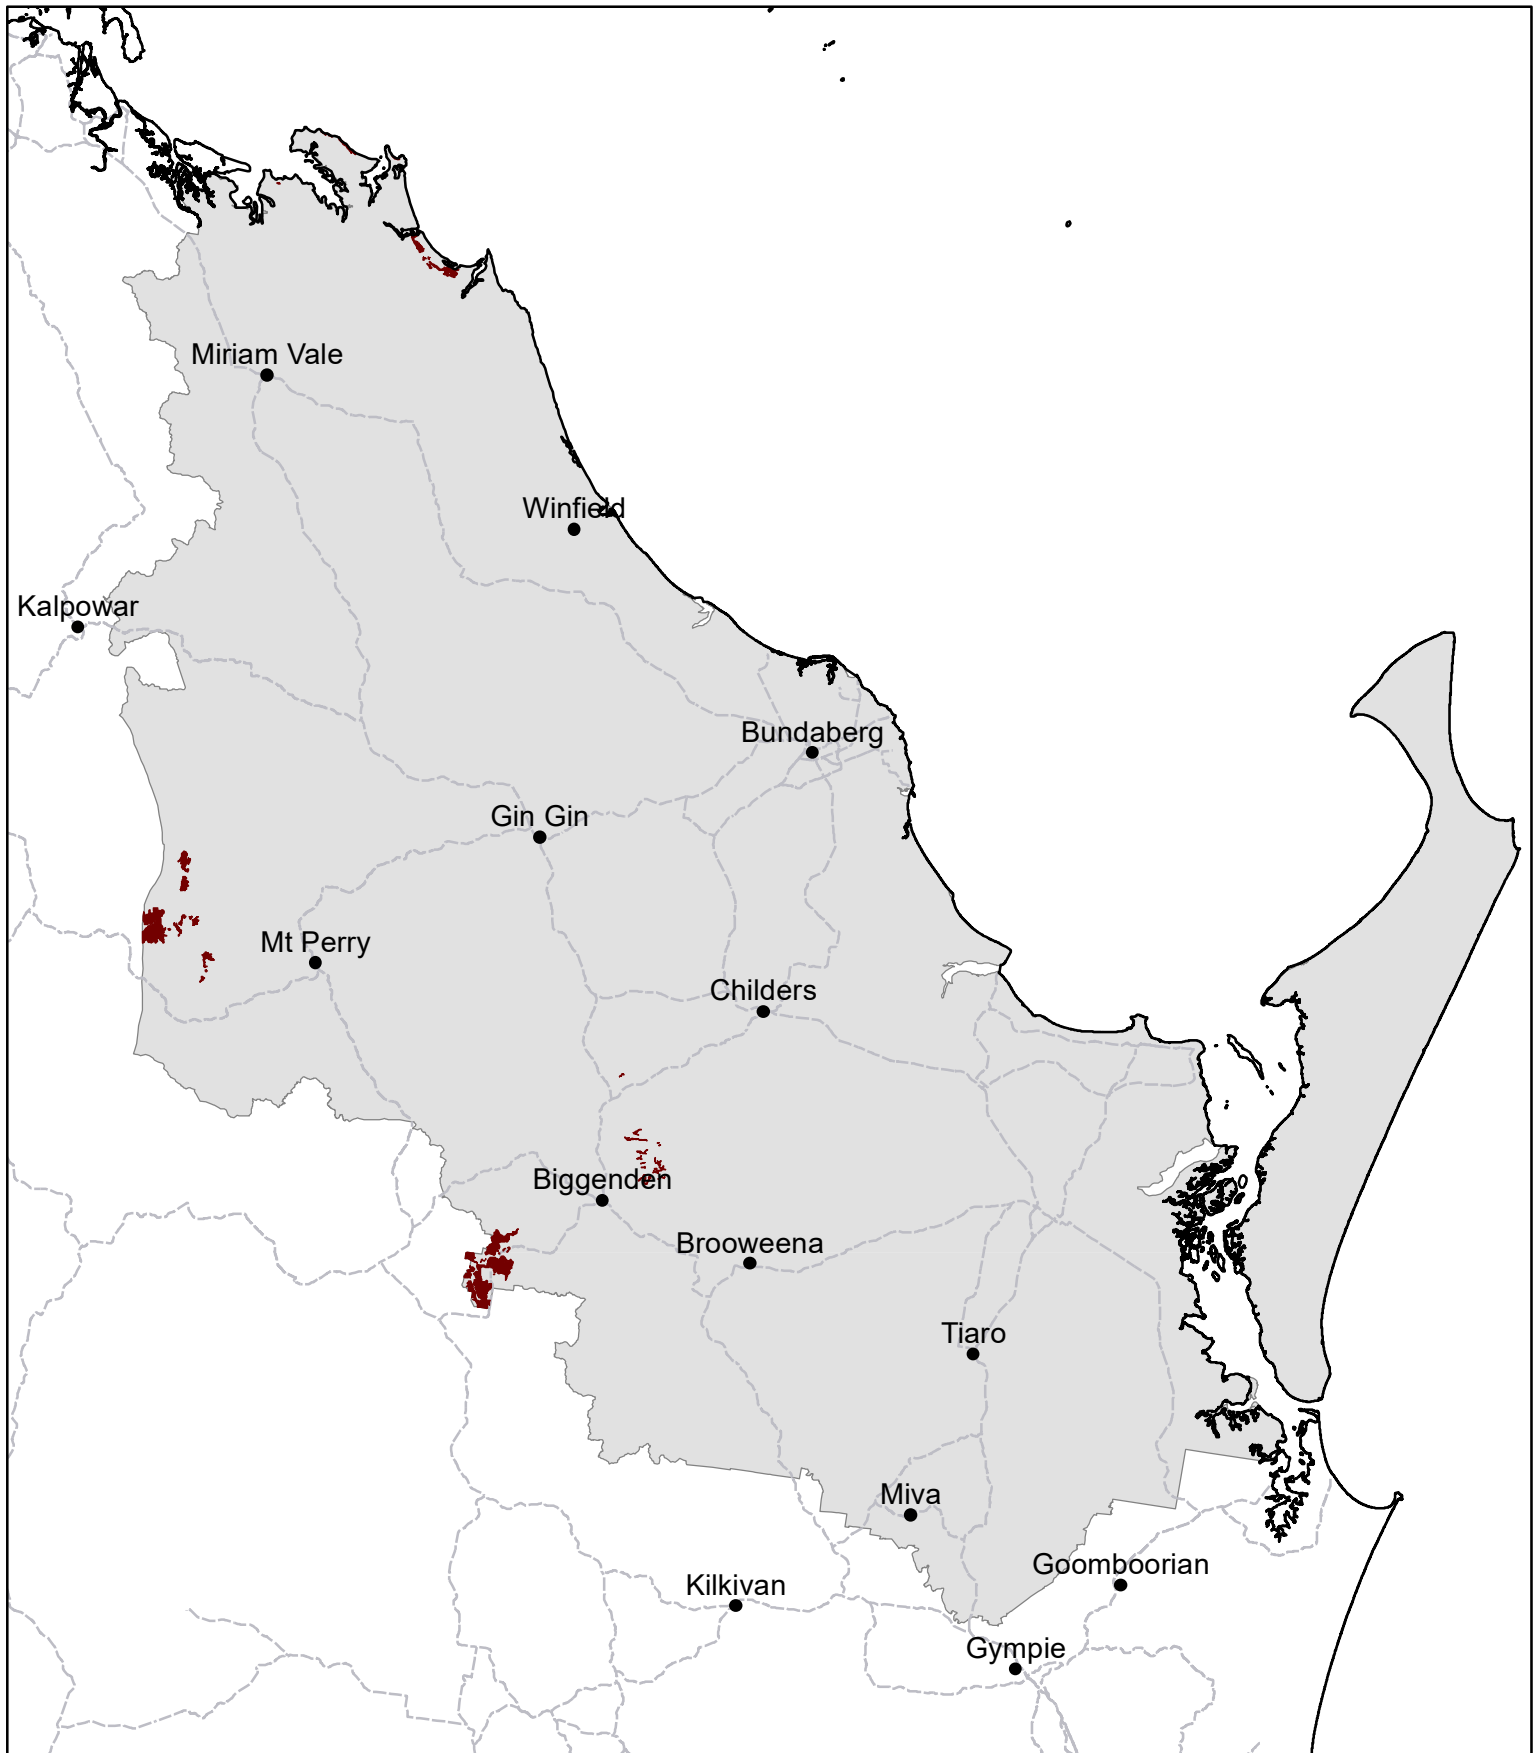 Miriam Vale
Winfield
Kalpowar
Bundaberg
Gin Gin
Mt Perry
Childers
Biggenden
Brooweena
Tiaro
Miva
Goomboorian
Kilkivan
Gympie